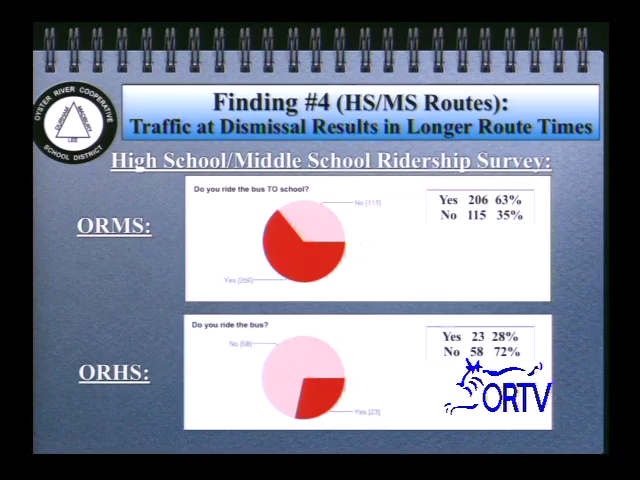 OYSTER RIVER COOPERATIVE
DURHAM
MADBURY
LEE
SCHOOL DISTRICT
Finding #4 (HS/MS Routes):
Traffic at Dismissal Results in Longer Route Times
High School/Middle School Ridership Survey:
ORMS:
Do you ride the bus TO school?
No [115]
Yes [206]
Yes 206 63%
No 115 35%
ORHS:
Do you ride the bus?
No [58]
Yes [23]
Yes 23 28%
No 58 72%
ORTV